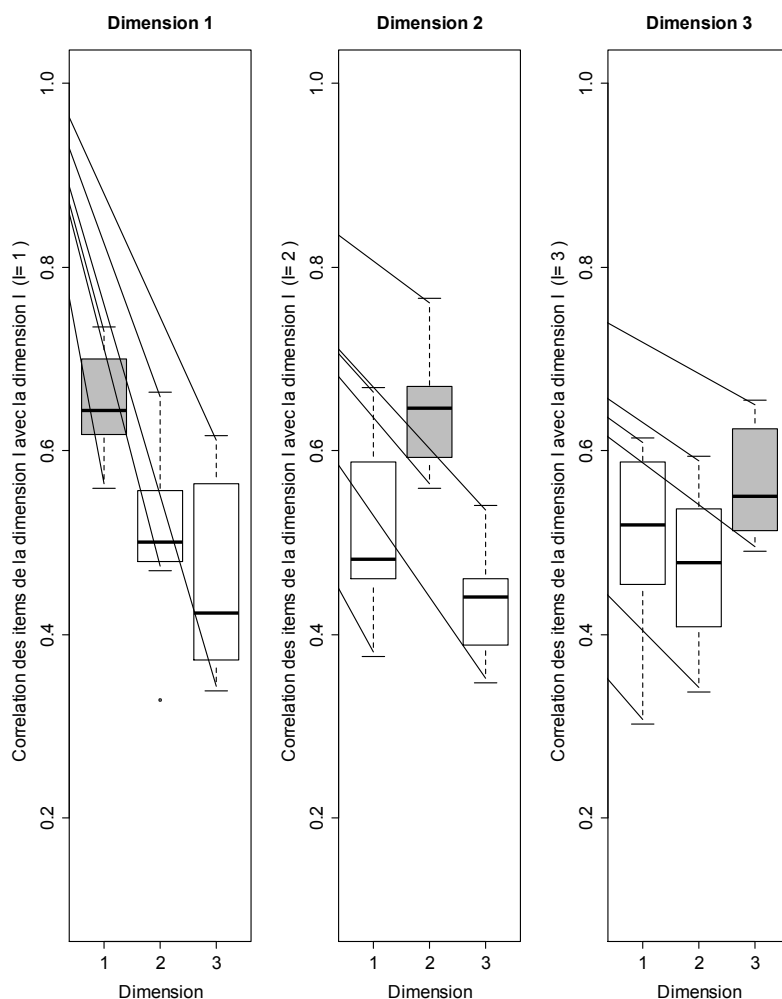 Dimension 1
Correlation des items de la dimension l avec la dimension l (l= 1 )
1.0
0.8
0.6
0.4
0.2
1 2 3
Dimension
Dimension 2
Correlation des items de la dimension l avec la dimension l (l= 2 )
1.0
0.8
0.6
0.4
0.2
1 2 3
Dimension
Dimension 3
Correlation des items de la dimension l avec la dimension l (l= 3 )
1.0
0.8
0.6
0.4
0.2
1 2 3
Dimension